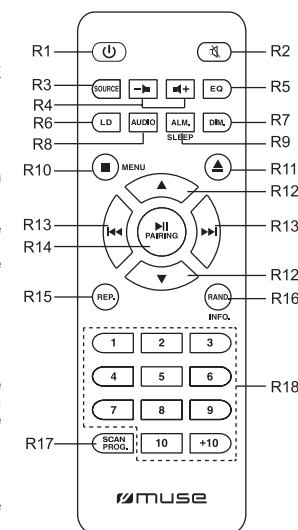 R1 R2
R3 SOURCE EQ R5
R4
R6 LD AUDIO ALM. DIM. R7
R8 SLEEP R9
R10 MENU R11
R12
R13 R13
R14 PAIRING
R12
R15 REP. RAND. R16
INFO.
1 2 3
4 5 6
R18
7 8 9
R17 SCAN PROG. 10 +10
muse